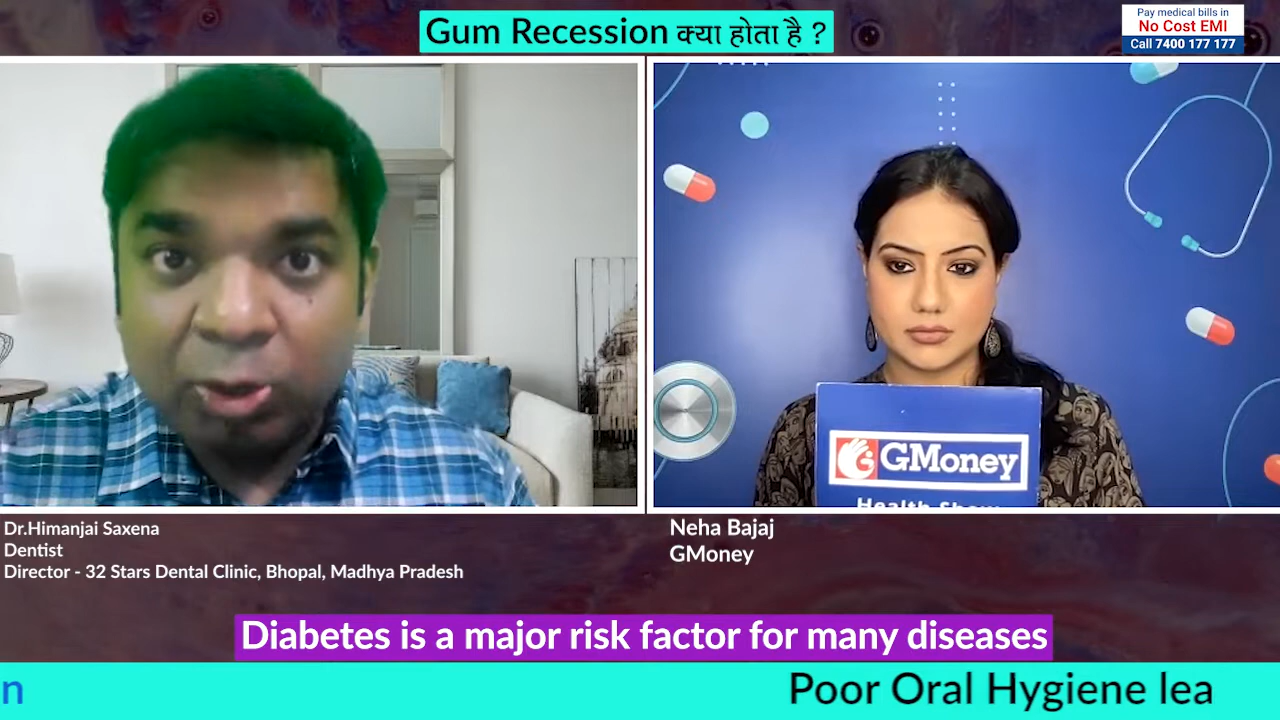 Gum Recession क्या होता है ?
Pay medical bills in
No Cost EMI
Call 7400 177 177
GMoney
Health Show
Dr.Himanjai Saxena
Dentist
Director - 32 Stars Dental Clinic, Bhopal, Madhya Pradesh
Neha Bajaj
GMoney
Diabetes is a major risk factor for many diseases
n
Poor Oral Hygiene lea